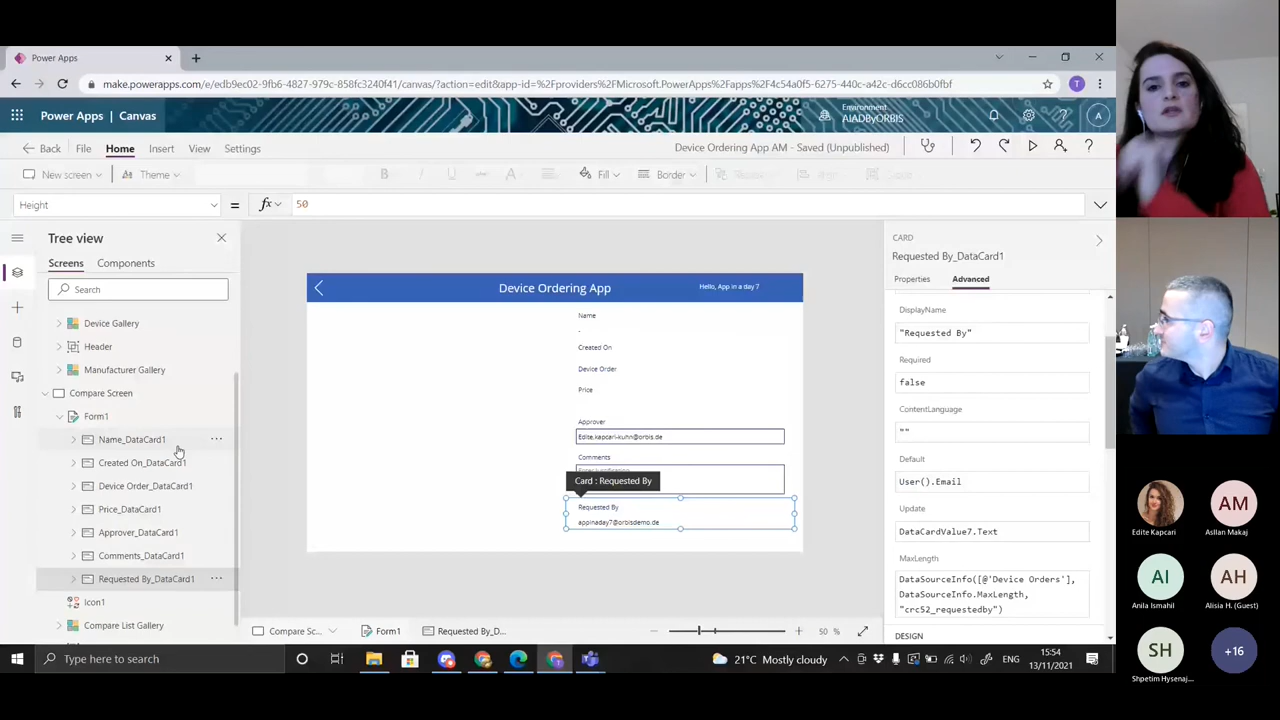 Power Apps
make.powerapps.com/e/edb9ec02-9fb6-4827-979c-858fc3240f41/canvas/?action=edit&app-id=%2Fproviders%2FMicrosoft.PowerApps%2Fapps%2F4c54a0f5-6275-440c-a42c-d6cc086b0fbf
T
Power Apps | Canvas
Environment
AIADByORBIS
A
Back File Home Insert View Settings
Device Ordering App AM - Saved (Unpublished)
New screen Theme B Fill Border
Height = fx 50
Tree view
Screens Components
Search
Device Gallery
Header
Manufacturer Gallery
Compare Screen
Form1
Name_DataCard1
Created On_DataCard1
Device Order_DataCard1
Price_DataCard1
Approver_DataCard1
Comments_DataCard1
Requested By_DataCard1
Icon1
Compare List Gallery
Device Ordering App
Hello, App in a day 7
Name
-
Created On
Device Order
Price
Approver
Edite.kapcari-kuhn@orbis.de
Comments
Card : Requested By
Requested By
appinaday7@orbisdemo.de
Compare Sc... Form1 Requested By_D...
50 %
CARD
Requested By_DataCard1
Properties Advanced
DisplayName
"Requested By"
Required
false
ContentLanguage
""
Default
User().Email
Update
DataCardValue7.Text
MaxLength
DataSourceInfo([@'Device Orders'],
DataSourceInfo.MaxLength,
"crc52_requestedby")
DESIGN
Type here to search
21°C Mostly cloudy
ENG
15:54
13/11/2021
AM
Edite Kapcari
Asllan Makaj
AI
AH
Anila Ismahil
Alisia H. (Guest)
SH
+16
Shpetim Hysenaj...